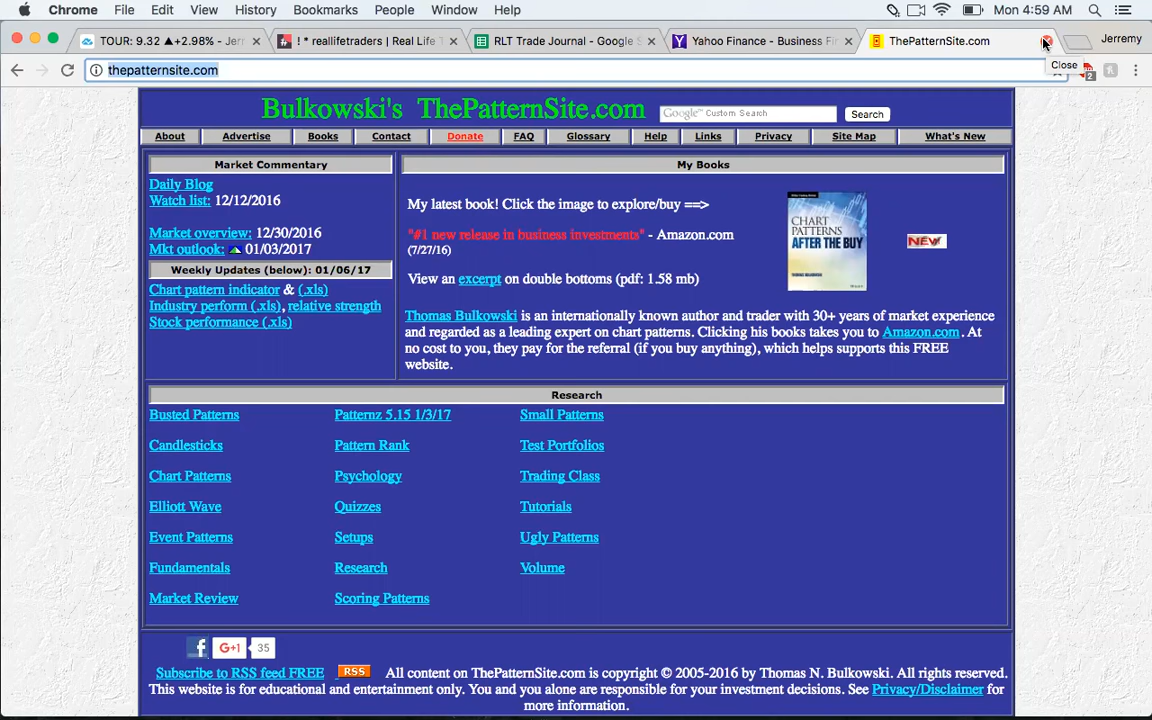 Chrome File Edit View History Bookmarks People Window Help Mon 4:59 AM
TOUR: 9.32 ▲+2.98% - Jerr ! * reallifetraders | Real Life T RLT Trade Journal - Google S Yahoo Finance - Business Fi ThePatternSite.com Jeremy
thepatternsite.com Close 2
Bulkowski's ThePatternSite.com Google™ Custom Search Search
About Advertise Books Contact Donate FAQ Glossary Help Links Privacy Site Map What's New
Market Commentary
Daily Blog
Watch list: 12/12/2016
Market overview: 12/30/2016
Mkt outlook: 01/03/2017
Weekly Updates (below): 01/06/17
Chart pattern indicator & (.xls)
Industry perform (.xls), relative strength
Stock performance (.xls)
My Books
My latest book! Click the image to explore/buy ==>
"#1 new release in business investments" - Amazon.com
(7/27/16)
View an excerpt on double bottoms (pdf: 1.58 mb)
CHART
PATTERNS
AFTER THE BUY
NEW
Thomas Bulkowski is an internationally known author and trader with 30+ years of market experience
and regarded as a leading expert on chart patterns. Clicking his books takes you to Amazon.com. At
no cost to you, they pay for the referral (if you buy anything), which helps supports this FREE
website.
Research
Busted Patterns Patternz 5.15 1/3/17 Small Patterns
Candlesticks Pattern Rank Test Portfolios
Chart Patterns Psychology Trading Class
Elliott Wave Quizzes Tutorials
Event Patterns Setups Ugly Patterns
Fundamentals Research Volume
Market Review Scoring Patterns
f G+1 35
Subscribe to RSS feed FREE RSS All content on ThePatternSite.com is copyright © 2005-2016 by Thomas N. Bulkowski. All rights reserved.
This website is for educational and entertainment only. You and you alone are responsible for your investment decisions. See Privacy/Disclaimer for
more information.